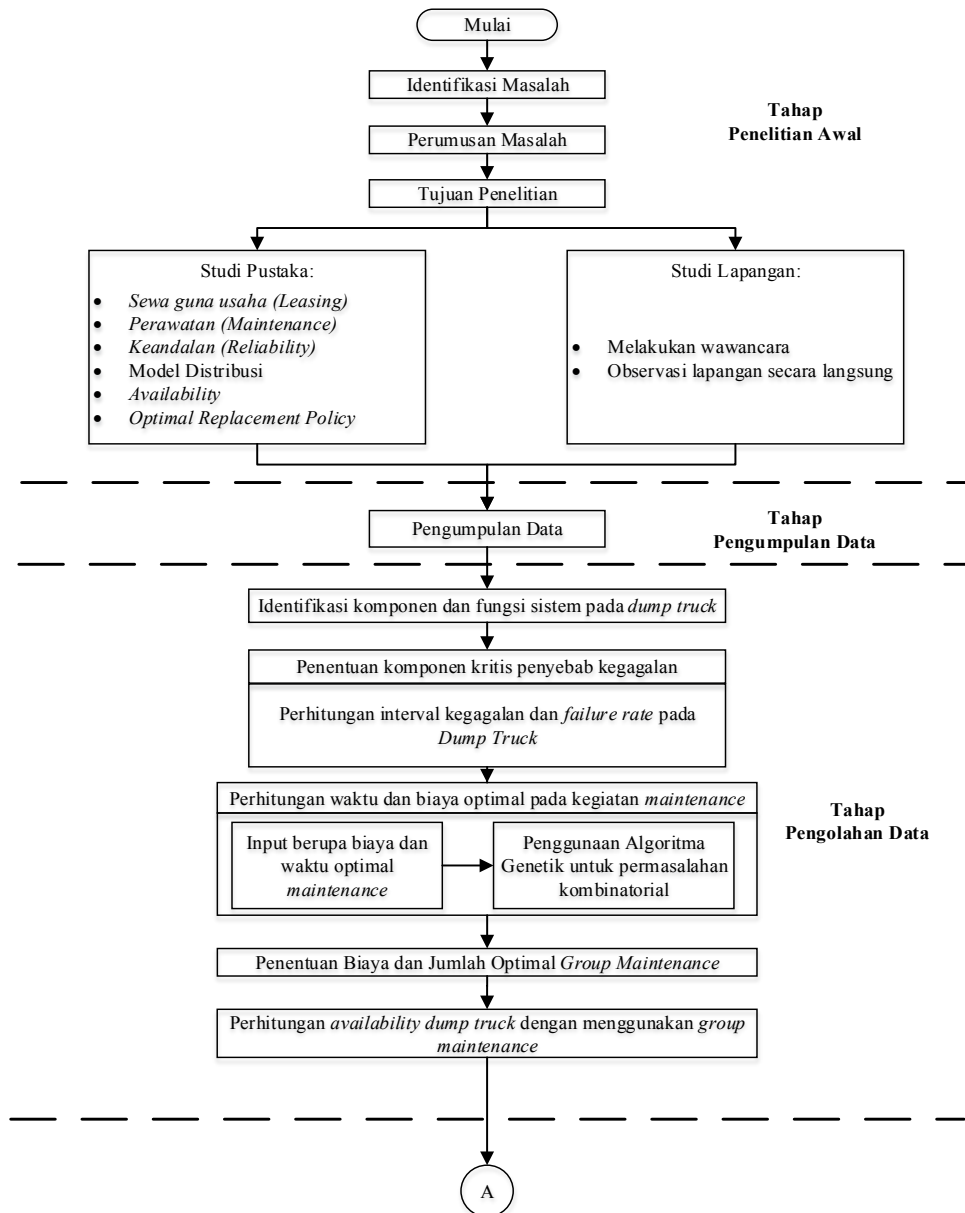 Mulai
Identifikasi Masalah
Perumusan Masalah
Tahap
Penelitian Awal
Tujuan Penelitian
Studi Pustaka:
• Sewa guna usaha (Leasing)
• Perawatan (Maintenance)
• Keandalan (Reliability)
• Model Distribusi
• Availability
• Optimal Replacement Policy
Studi Lapangan:
• Melakukan wawancara
• Observasi lapangan secara langsung
Pengumpulan Data
Tahap
Pengumpulan Data
Identifikasi komponen dan fungsi sistem pada dump truck
Penentuan komponen kritis penyebab kegagalan
Perhitungan interval kegagalan dan failure rate pada
Dump Truck
Perhitungan waktu dan biaya optimal pada kegiatan maintenance
Input berupa biaya dan
waktu optimal
maintenance
Penggunaan Algoritma
Genetik untuk permasalahan
kombinatorial
Tahap
Pengolahan Data
Penentuan Biaya dan Jumlah Optimal Group Maintenance
Perhitungan availability dump truck dengan menggunakan group
maintenance
A